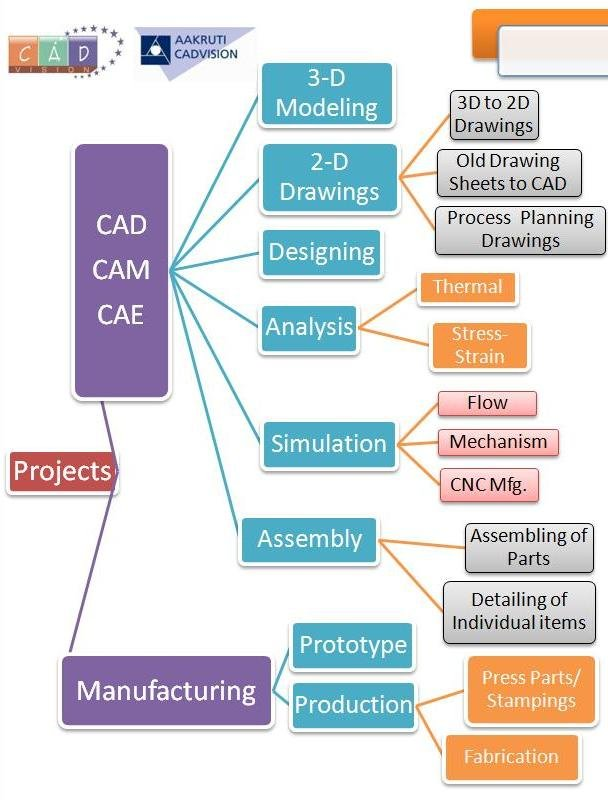 CÁD
VISION
AAKRUTI
CADVISION
3-D
Modeling
3D to 2D
Drawings
2-D
Drawings
Old Drawing
Sheets to CAD
Process Planning
Drawings
CAD
CAM
CAE
Designing
Thermal
Analysis
Stress-
Strain
Flow
Simulation
Mechanism
CNC Mfg.
Projects
Assembly
Assembling of
Parts
Detailing of
Individual items
Prototype
Manufacturing
Production
Press Parts/
Stampings
Fabrication